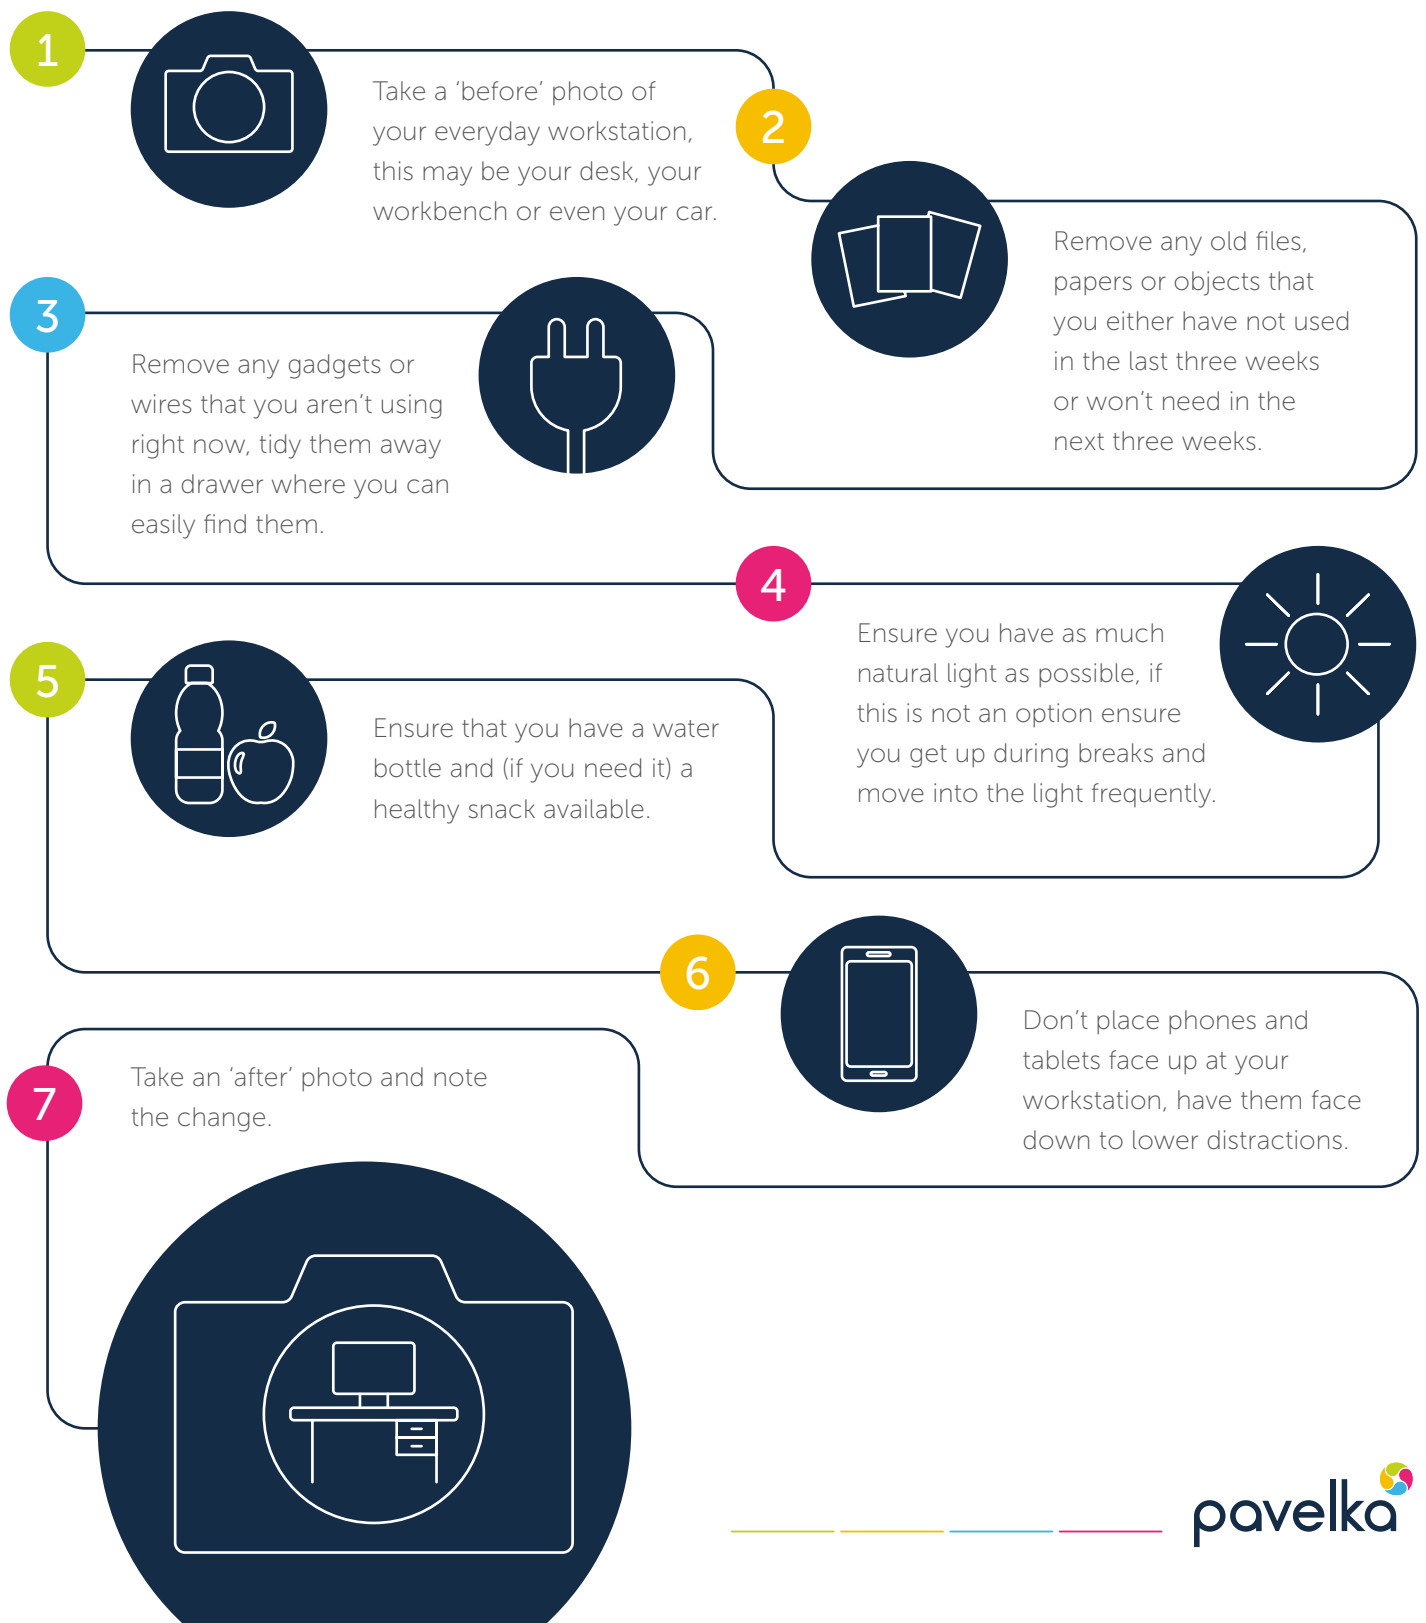 1
Take a ‘before’ photo of
your everyday workstation,
this may be your desk, your
workbench or even your car.
2
Remove any old files,
papers or objects that
you either have not used
in the last three weeks
or won’t need in the
next three weeks.
3
Remove any gadgets or
wires that you aren’t using
right now, tidy them away
in a drawer where you can
easily find them.
4
Ensure you have as much
natural light as possible, if
this is not an option ensure
you get up during breaks and
move into the light frequently.
5
Ensure that you have a water
bottle and (if you need it) a
healthy snack available.
6
Don’t place phones and
tablets face up at your
workstation, have them face
down to lower distractions.
7
Take an ‘after’ photo and note
the change.
pavelka